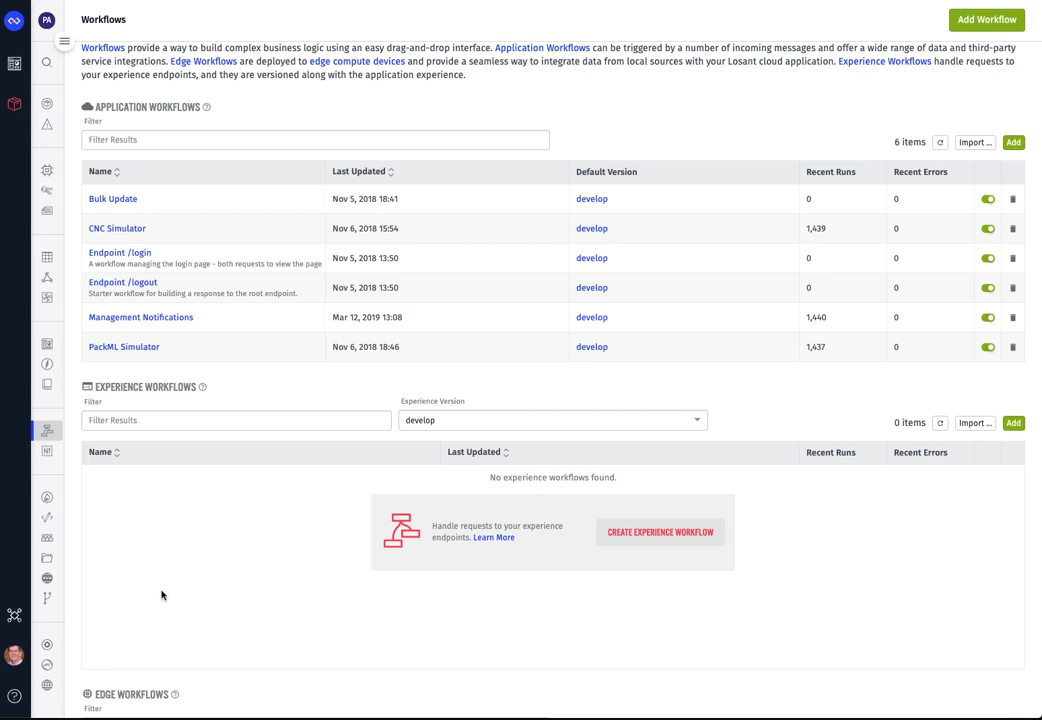 PA
Workflows
Add Workflow
Workflows provide a way to build complex business logic using an easy drag-and-drop interface. Application Workflows can be triggered by a number of incoming messages and offer a wide range of data and third-party
service integrations. Edge Workflows are deployed to edge compute devices and provide a seamless way to integrate data from local sources with your Losant cloud application. Experience Workflows handle requests to
your experience endpoints, and they are versioned along with the application experience.
APPLICATION WORKFLOWS
Filter
Filter Results
6 items Import ... Add
Name Last Updated Default Version Recent Runs Recent Errors
Bulk Update Nov 5, 2018 18:41 develop 0 0
CNC Simulator Nov 6, 2018 15:54 develop 1,439 0
Endpoint /login
A workflow managing the login page - both requests to view the page
Nov 5, 2018 13:50 develop 0 0
Endpoint /logout
Starter workflow for building a response to the root endpoint.
Nov 5, 2018 13:50 develop 0 0
Management Notifications Mar 12, 2019 13:08 develop 1,440 0
PackML Simulator Nov 6, 2018 18:46 develop 1,437 0
EXPERIENCE WORKFLOWS
Filter Experience Version
Filter Results develop
0 items Import ... Add
Name Last Updated Recent Runs Recent Errors
No experience workflows found.
Handle requests to your experience
endpoints. Learn More
CREATE EXPERIENCE WORKFLOW
EDGE WORKFLOWS
Filter